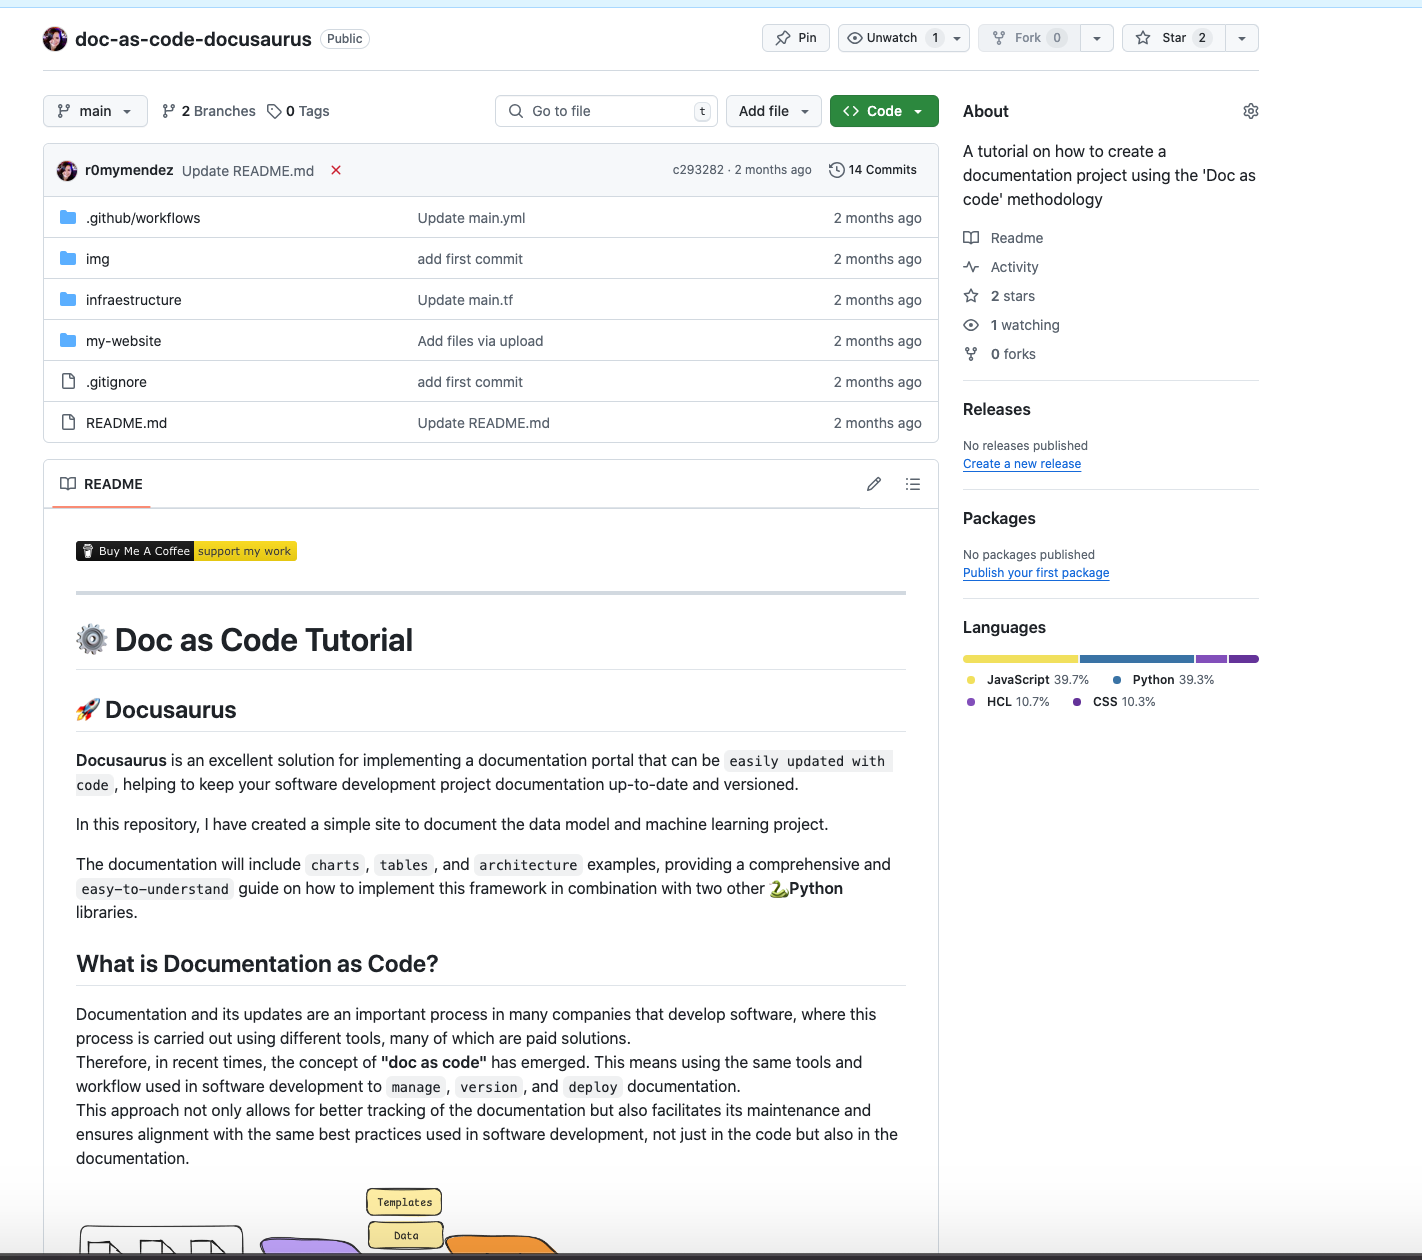 doc-as-code-docusaurus Public
Pin
Unwatch 1
Fork 0
Star 2
main
2 Branches
0 Tags
Go to file t
Add file
Code
r0mymendez Update README.md
c293282 · 2 months ago
14 Commits
.github/workflows Update main.yml 2 months ago
img add first commit 2 months ago
infraestructure Update main.tf 2 months ago
my-website Add files via upload 2 months ago
.gitignore add first commit 2 months ago
README.md Update README.md 2 months ago
README
Buy Me A Coffee support my work
Doc as Code Tutorial
Docusaurus
Docusaurus is an excellent solution for implementing a documentation portal that can be easily updated with
code , helping to keep your software development project documentation up-to-date and versioned.
In this repository, I have created a simple site to document the data model and machine learning project.
The documentation will include charts , tables , and architecture examples, providing a comprehensive and
easy-to-understand guide on how to implement this framework in combination with two other 🐍Python
libraries.
What is Documentation as Code?
Documentation and its updates are an important process in many companies that develop software, where this
process is carried out using different tools, many of which are paid solutions.
Therefore, in recent times, the concept of "doc as code" has emerged. This means using the same tools and
workflow used in software development to manage , version , and deploy documentation.
This approach not only allows for better tracking of the documentation but also facilitates its maintenance and
ensures alignment with the same best practices used in software development, not just in the code but also in the
documentation.
Templates
Data
About
A tutorial on how to create a
documentation project using the 'Doc as
code' methodology
Readme
Activity
2 stars
1 watching
0 forks
Releases
No releases published
Create a new release
Packages
No packages published
Publish your first package
Languages
JavaScript 39.7% Python 39.3%
HCL 10.7% CSS 10.3%